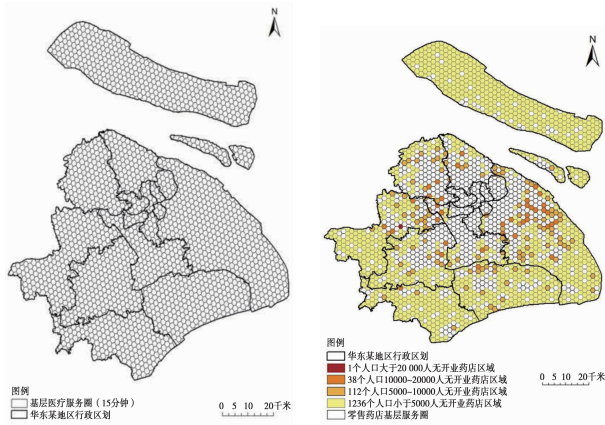 N
图例
基层医疗服务圈（15分钟）
华东某地区行政区划
0 5 10 20千米
N
图例
华东某地区行政区划
1个人口大于20 000人无开业药店区域
38个人口10000-20000人无开业药店区域
112个人口5000-10000人无开业药店区域
1236个人口小于5000人无开业药店区域
零售药店基层服务圈
0 5 10 20千米